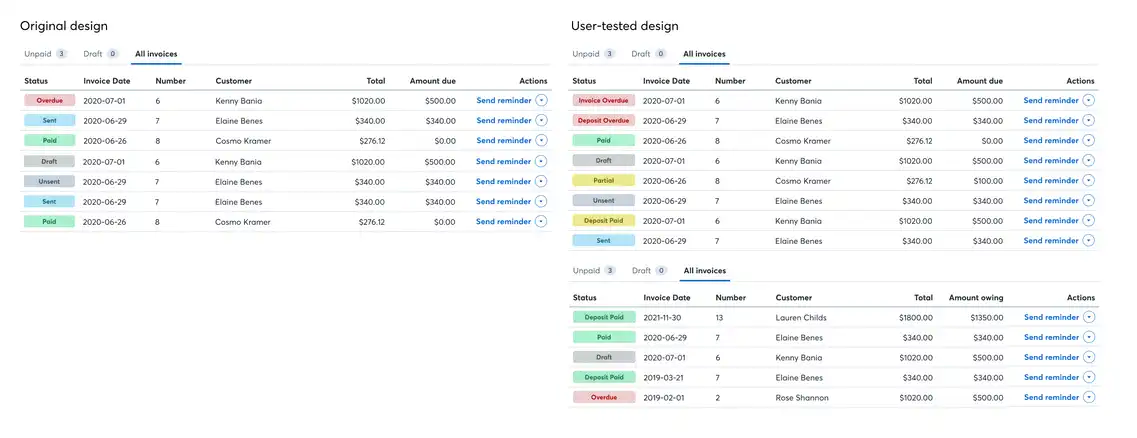 Original design
Unpaid 3 Draft 0 All invoices
Status Invoice Date Number Customer Total Amount due Actions
Overdue 2020-07-01 6 Kenny Bania $1020.00 $500.00 Send reminder
Sent 2020-06-29 7 Elaine Benes $340.00 $340.00 Send reminder
Paid 2020-06-26 8 Cosmo Kramer $276.12 $0.00 Send reminder
Draft 2020-07-01 6 Kenny Bania $1020.00 $500.00 Send reminder
Unsent 2020-06-29 7 Elaine Benes $340.00 $340.00 Send reminder
Sent 2020-06-29 7 Elaine Benes $340.00 $340.00 Send reminder
Paid 2020-06-26 8 Cosmo Kramer $276.12 $0.00 Send reminder
User-tested design
Unpaid 3 Draft 0 All invoices
Status Invoice Date Number Customer Total Amount due Actions
Invoice Overdue 2020-07-01 6 Kenny Bania $1020.00 $500.00 Send reminder
Deposit Overdue 2020-06-29 7 Elaine Benes $340.00 $340.00 Send reminder
Paid 2020-06-26 8 Cosmo Kramer $276.12 $0.00 Send reminder
Draft 2020-07-01 6 Kenny Bania $1020.00 $500.00 Send reminder
Partial 2020-06-26 8 Cosmo Kramer $276.12 $100.00 Send reminder
Unsent 2020-06-29 7 Elaine Benes $340.00 $340.00 Send reminder
Deposit Paid 2020-07-01 6 Kenny Bania $1020.00 $500.00 Send reminder
Sent 2020-06-29 7 Elaine Benes $340.00 $340.00 Send reminder
Unpaid 3 Draft 0 All invoices
Status Invoice Date Number Customer Total Amount owing Actions
Deposit Paid 2021-11-30 13 Lauren Childs $1800.00 $1350.00 Send reminder
Paid 2020-06-29 7 Elaine Benes $340.00 $340.00 Send reminder
Draft 2020-07-01 6 Kenny Bania $1020.00 $500.00 Send reminder
Deposit Paid 2019-03-21 7 Elaine Benes $340.00 $340.00 Send reminder
Overdue 2019-02-01 2 Rose Shannon $1020.00 $500.00 Send reminder